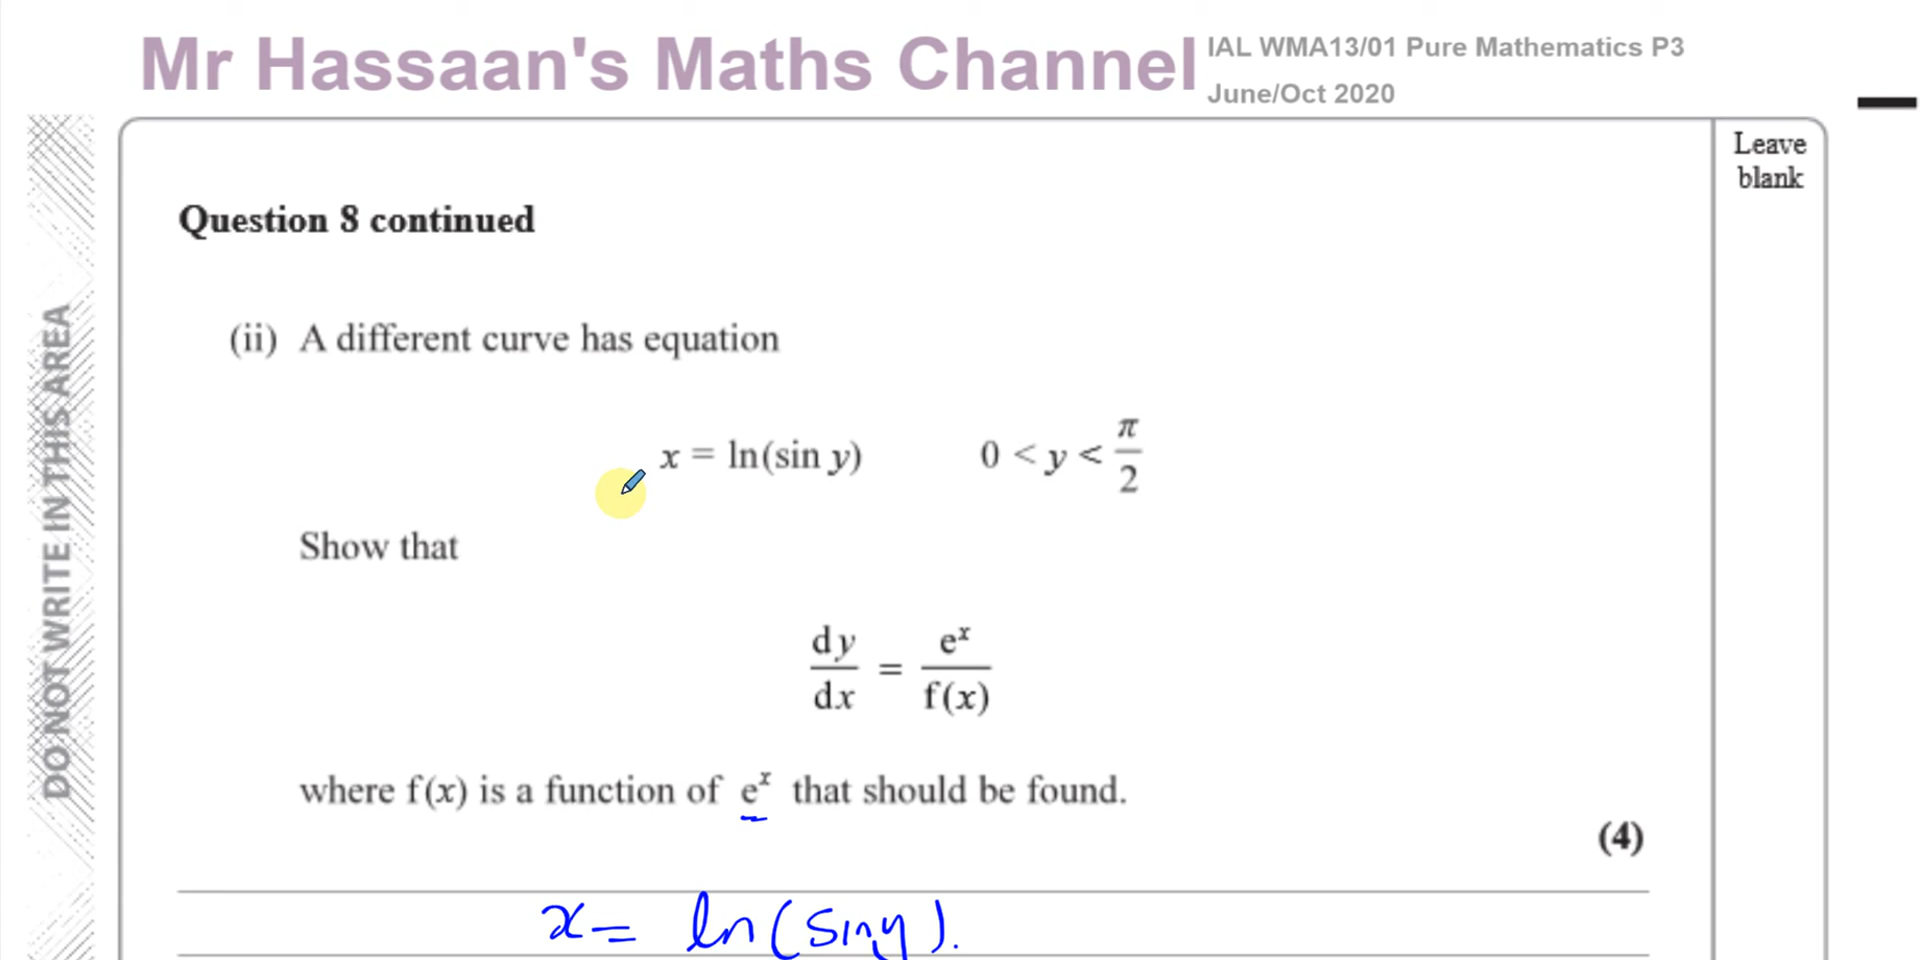 Mr Hassaan's Maths Channel
IAL WMA13/01 Pure Mathematics P3
June/Oct 2020
Leave
blank
DO NOT WRITE IN THIS AREA
Question 8 continued
(ii) A different curve has equation
x = ln(sin y) 0 < y < π/2
Show that
dy/dx = eˣ/f(x)
where f(x) is a function of eˣ that should be found.
(4)
x = ln(siny).